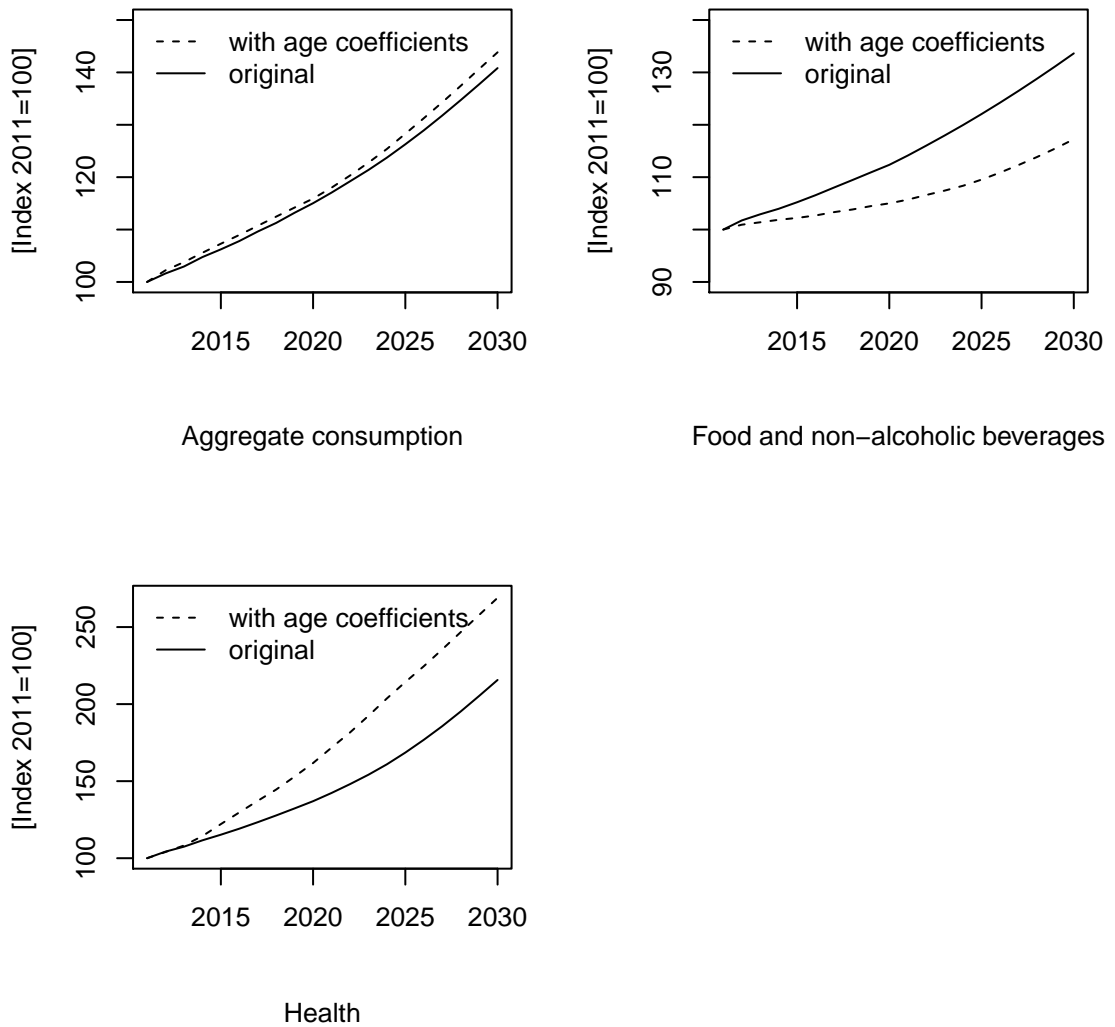 [Index 2011=100]
140
120
100
with age coefficients
original
2015 2020 2025 2030
Aggregate consumption
[Index 2011=100]
130
110
90
with age coefficients
original
2015 2020 2025 2030
Food and non−alcoholic beverages
[Index 2011=100]
250
200
150
100
with age coefficients
original
2015 2020 2025 2030
Health